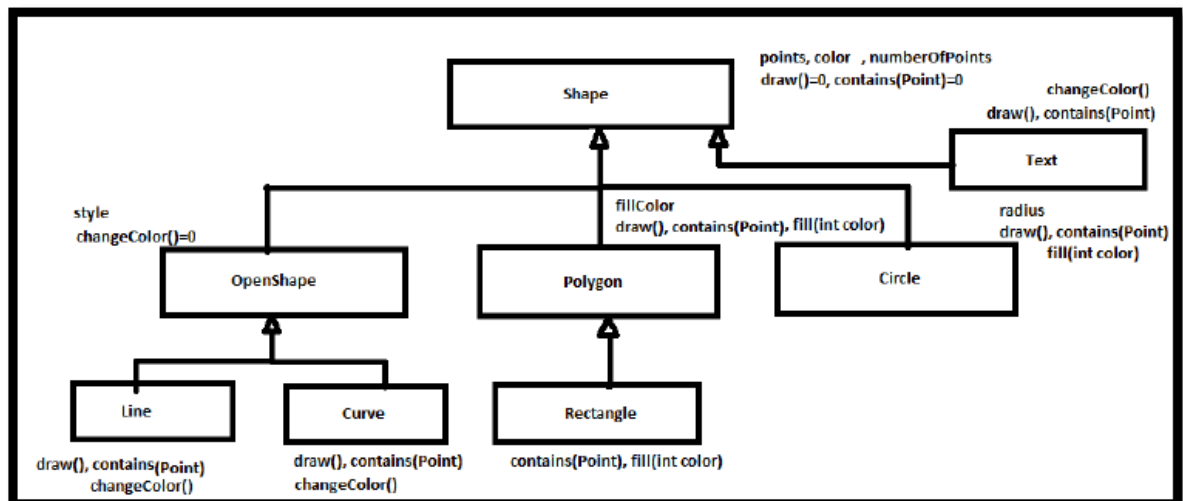 points, color , numberOfPoints
draw()=0, contains(Point)=0
Shape
changeColor()
draw(), contains(Point)
Text
style
changeColor()=0
OpenShape
fillColor
draw(), contains(Point), fill(int color)
Polygon
radius
draw(), contains(Point)
fill(int color)
Circle
Line
draw(), contains(Point)
changeColor()
Curve
draw(), contains(Point)
changeColor()
Rectangle
contains(Point), fill(int color)